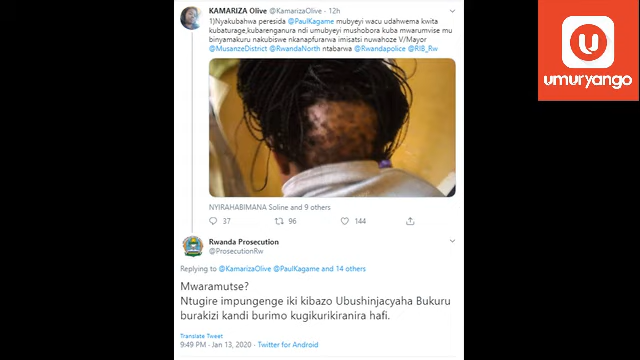 KAMARIZA Olive @KamarizaOlive · 12h
1)Nyakubahwa peresida @PaulKagame mubyeyi wacu udahwema kwita
kubaturage,kubarenganura ndi umubyeyi mushobora kuba mwarumvise mu
binyamakuru nakubiswe nkanapfurarwa imisatsi nuwahoze V/Mayor
@MusanzeDistrict @RwandaNorth ntabarwa @Rwandapolice @RIB_Rw
NYIRAHABIMANA Soline and 9 others
37 96 144
Rwanda Prosecution
@ProsecutionRw
Replying to @KamarizaOlive @PaulKagame and 14 others
Mwaramutse?
Ntugire impungenge iki kibazo Ubushinjacyaha Bukuru
burakizi kandi burimo kugikurikiranira hafi.
Translate Tweet
9:49 PM · Jan 13, 2020 · Twitter for Android
umuryango